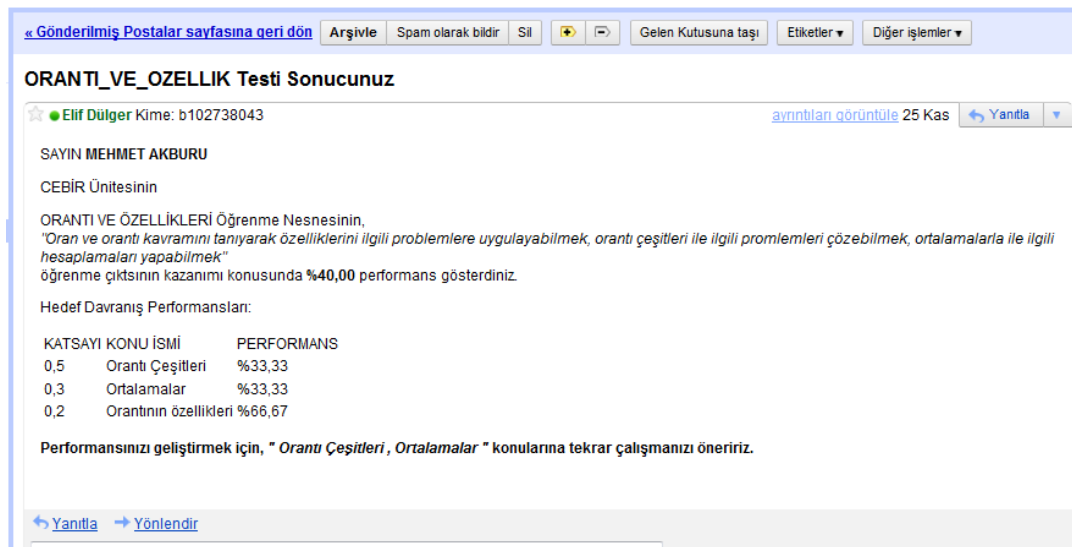 « Gönderilmiş Postalar sayfasına geri dön Arşivle Spam olarak bildir Sil Gelen Kutusuna taşı Etiketler ▾ Diğer işlemler ▾
ORANTI_VE_OZELLIK Testi Sonucunuz
Elif Dülger Kime: b102738043 ayrıntıları görüntüle 25 Kas Yanıtla
SAYIN MEHMET AKBURU
CEBİR Ünitesinin
ORANTI VE ÖZELLİKLERİ Öğrenme Nesnesinin,
"Oran ve orantı kavramını tanıyarak özelliklerini ilgili problemlere uygulayabilmek, orantı çeşitleri ile ilgili promlemleri çözebilmek, ortalamalarla ile ilgili
hesaplamaları yapabilmek"
öğrenme çıktsının kazanımı konusunda %40,00 performans gösterdiniz.
Hedef Davranış Performansları:
KATSAYI KONU İSMİ PERFORMANS
0,5 Orantı Çeşitleri %33,33
0,3 Ortalamalar %33,33
0,2 Orantının özellikleri %66,67
Performansınızı geliştirmek için, " Orantı Çeşitleri , Ortalamalar " konularına tekrar çalışmanızı öneririz.
Yanıtla Yönlendir